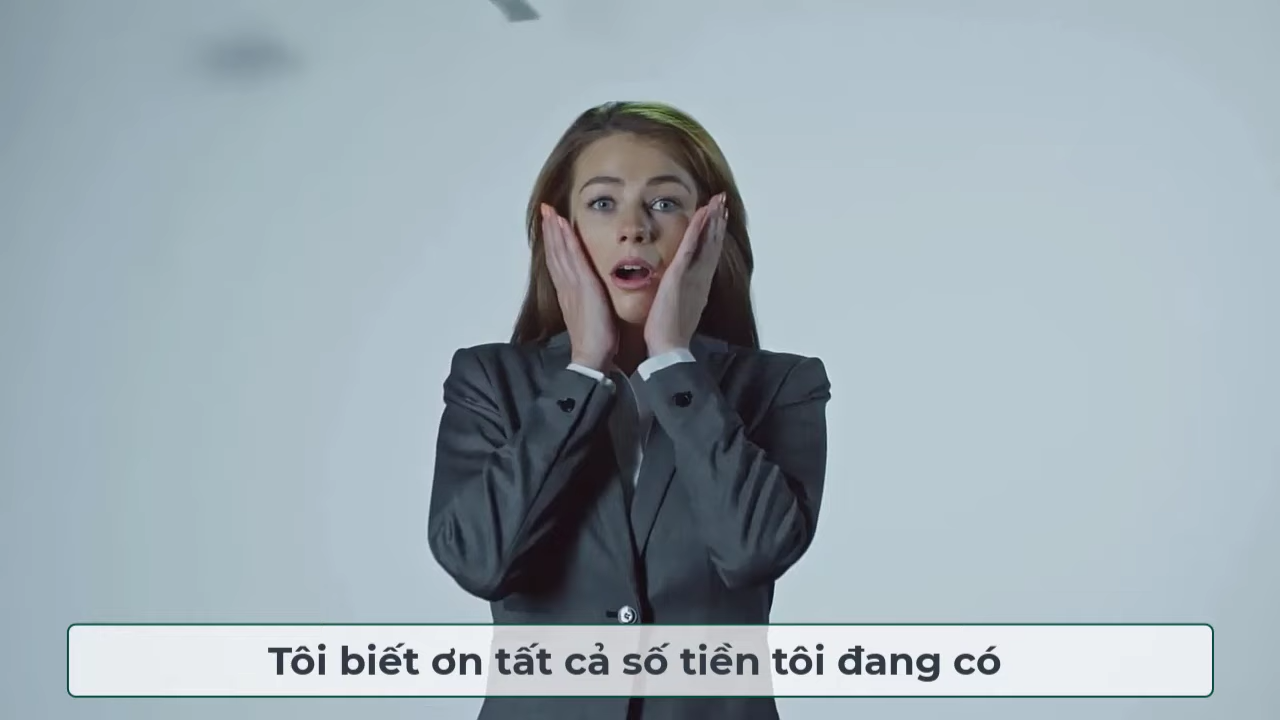 Tôi biết ơn tất cả số tiền tôi đang có